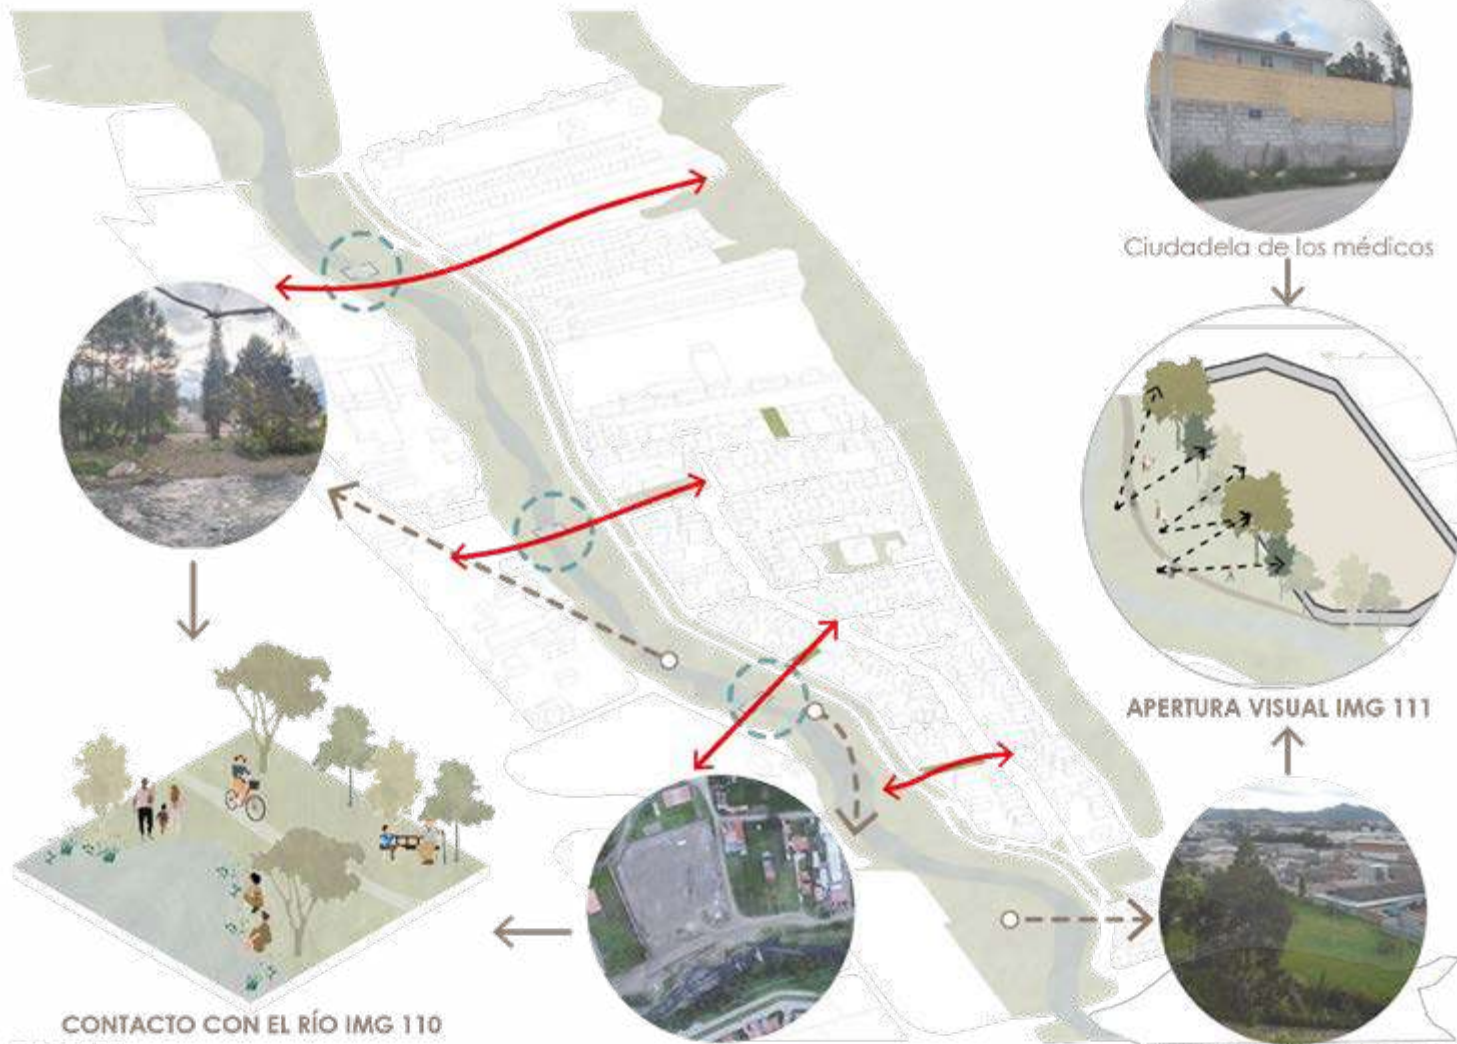 Ciudadela de los médicos
APERTURA VISUAL IMG 111
CONTACTO CON EL RÍO IMG 110